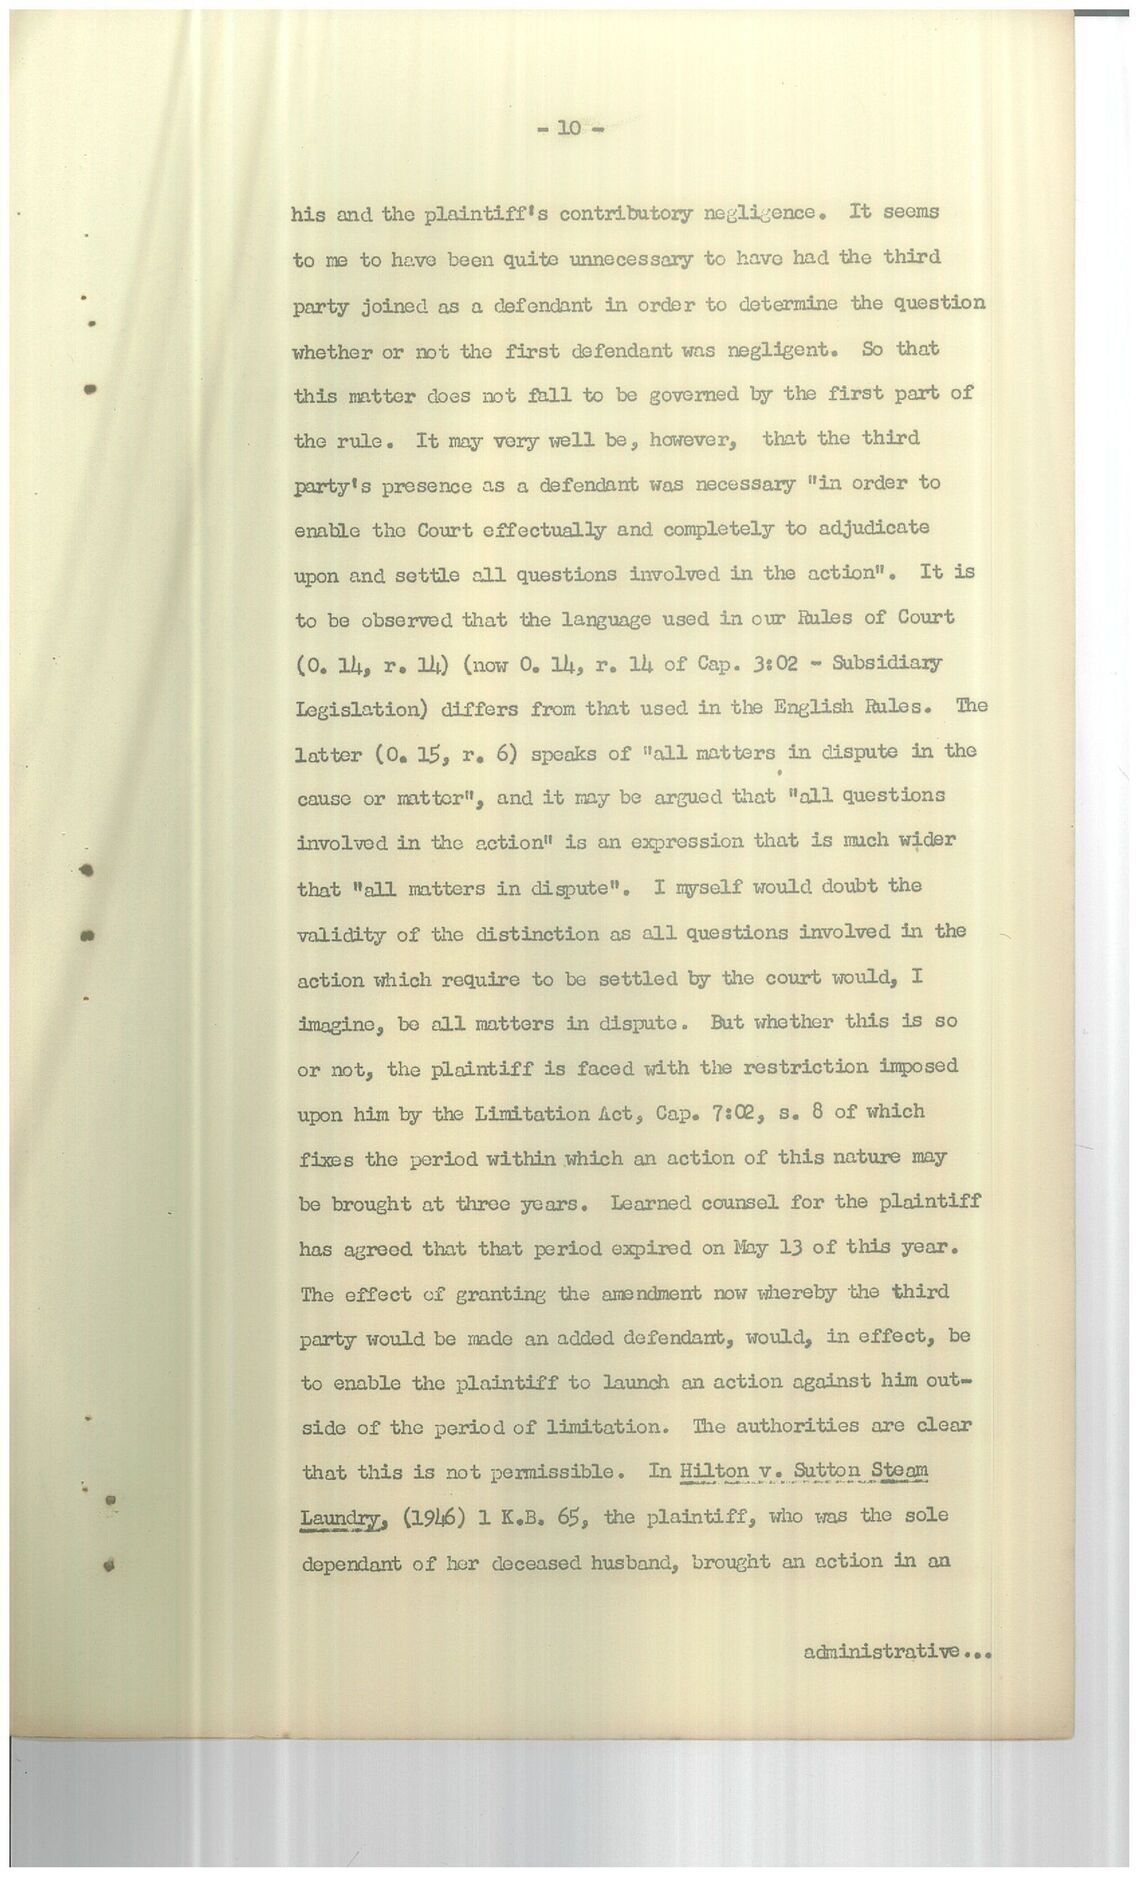 - 10 -
his and the plaintiff's contributory negligence. It seems
to me to have been quite unnecessary to have had the third
party joined as a defendant in order to determine the question
whether or not the first defendant was negligent. So that
this matter does not fall to be governed by the first part of
the rule. It may very well be, however, that the third
party's presence as a defendant was necessary "in order to
enable the Court effectually and completely to adjudicate
upon and settle all questions involved in the action". It is
to be observed that the language used in our Rules of Court
(O. 14, r. 14) (now O. 14, r. 14 of Cap. 3:02 - Subsidiary
Legislation) differs from that used in the English Rules. The
latter (O. 15, r. 6) speaks of "all matters in dispute in the
cause or matter", and it may be argued that "all questions
involved in the action" is an expression that is much wider
that "all matters in dispute". I myself would doubt the
validity of the distinction as all questions involved in the
action which require to be settled by the court would, I
imagine, be all matters in dispute. But whether this is so
or not, the plaintiff is faced with the restriction imposed
upon him by the Limitation Act, Cap. 7:02, s. 8 of which
fixes the period within which an action of this nature may
be brought at three years. Learned counsel for the plaintiff
has agreed that that period expired on May 13 of this year.
The effect of granting the amendment now whereby the third
party would be made an added defendant, would, in effect, be
to enable the plaintiff to launch an action against him out-
side of the period of limitation. The authorities are clear
that this is not permissible. In Hilton v. Sutton Steam
Laundry, (1946) 1 K.B. 65, the plaintiff, who was the sole
dependant of her deceased husband, brought an action in an
administrative...